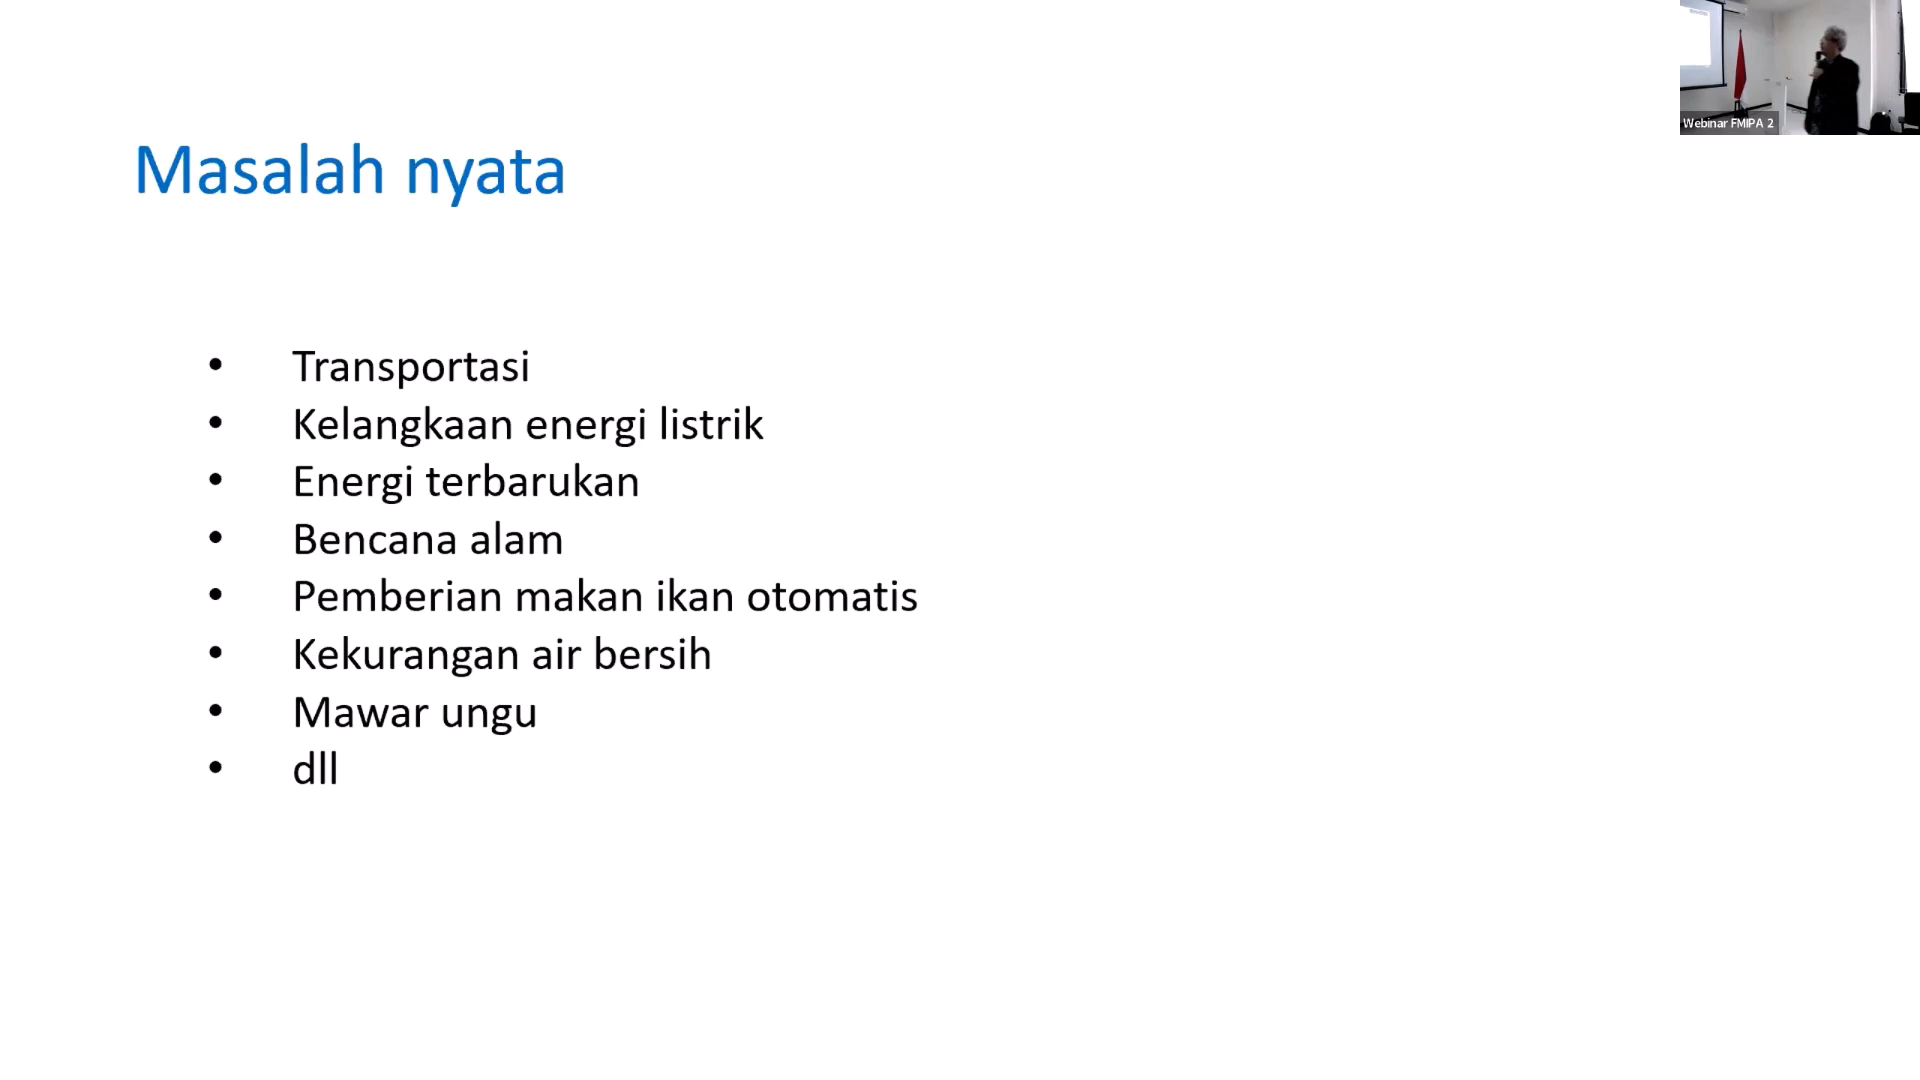 Webinar FMIPA 2
Masalah nyata
• Transportasi
• Kelangkaan energi listrik
• Energi terbarukan
• Bencana alam
• Pemberian makan ikan otomatis
• Kekurangan air bersih
• Mawar ungu
• dll